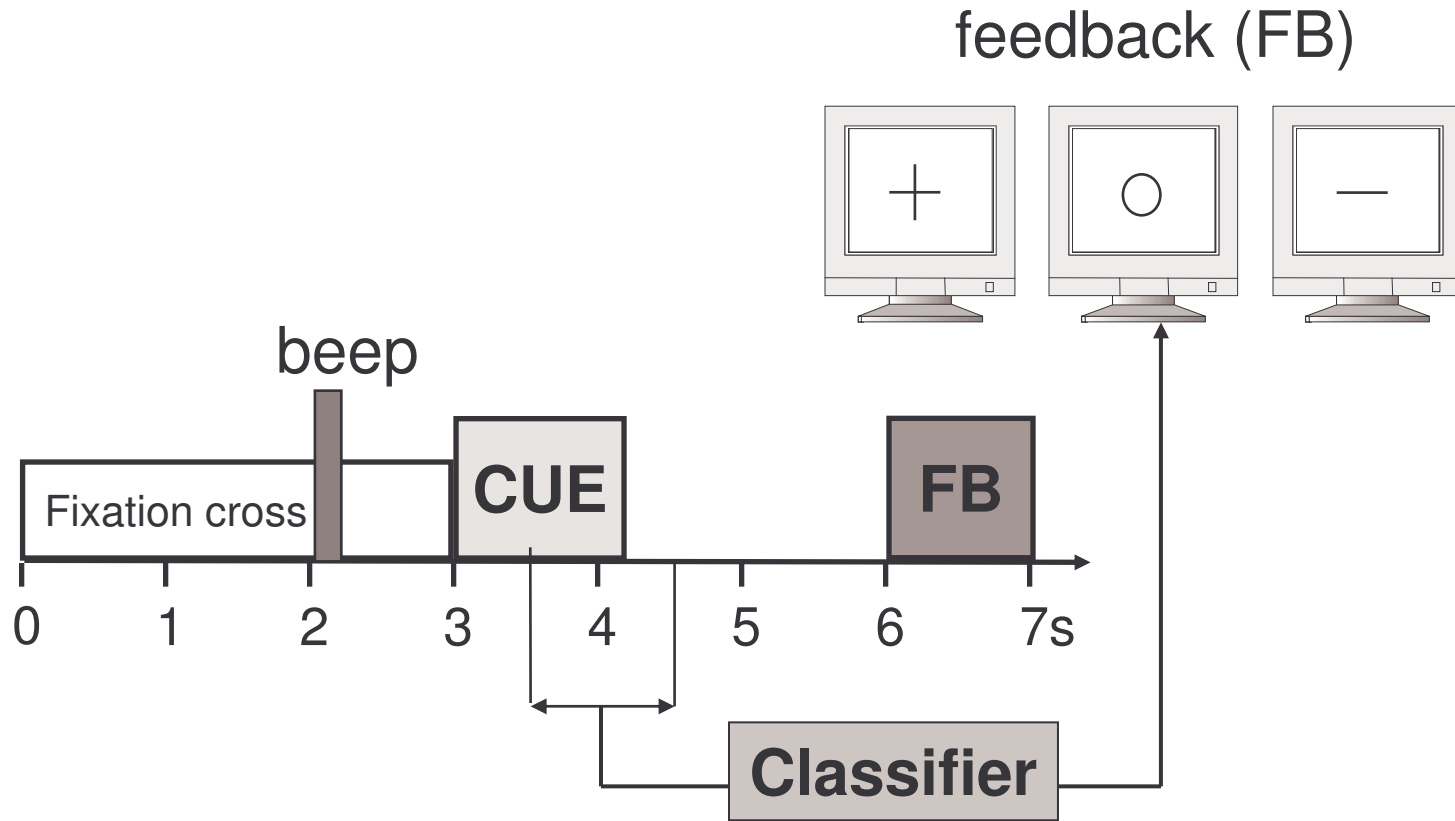 feedback (FB)
beep
Fixation cross
CUE
FB
0 1 2 3 4 5 6 7s
Classifier